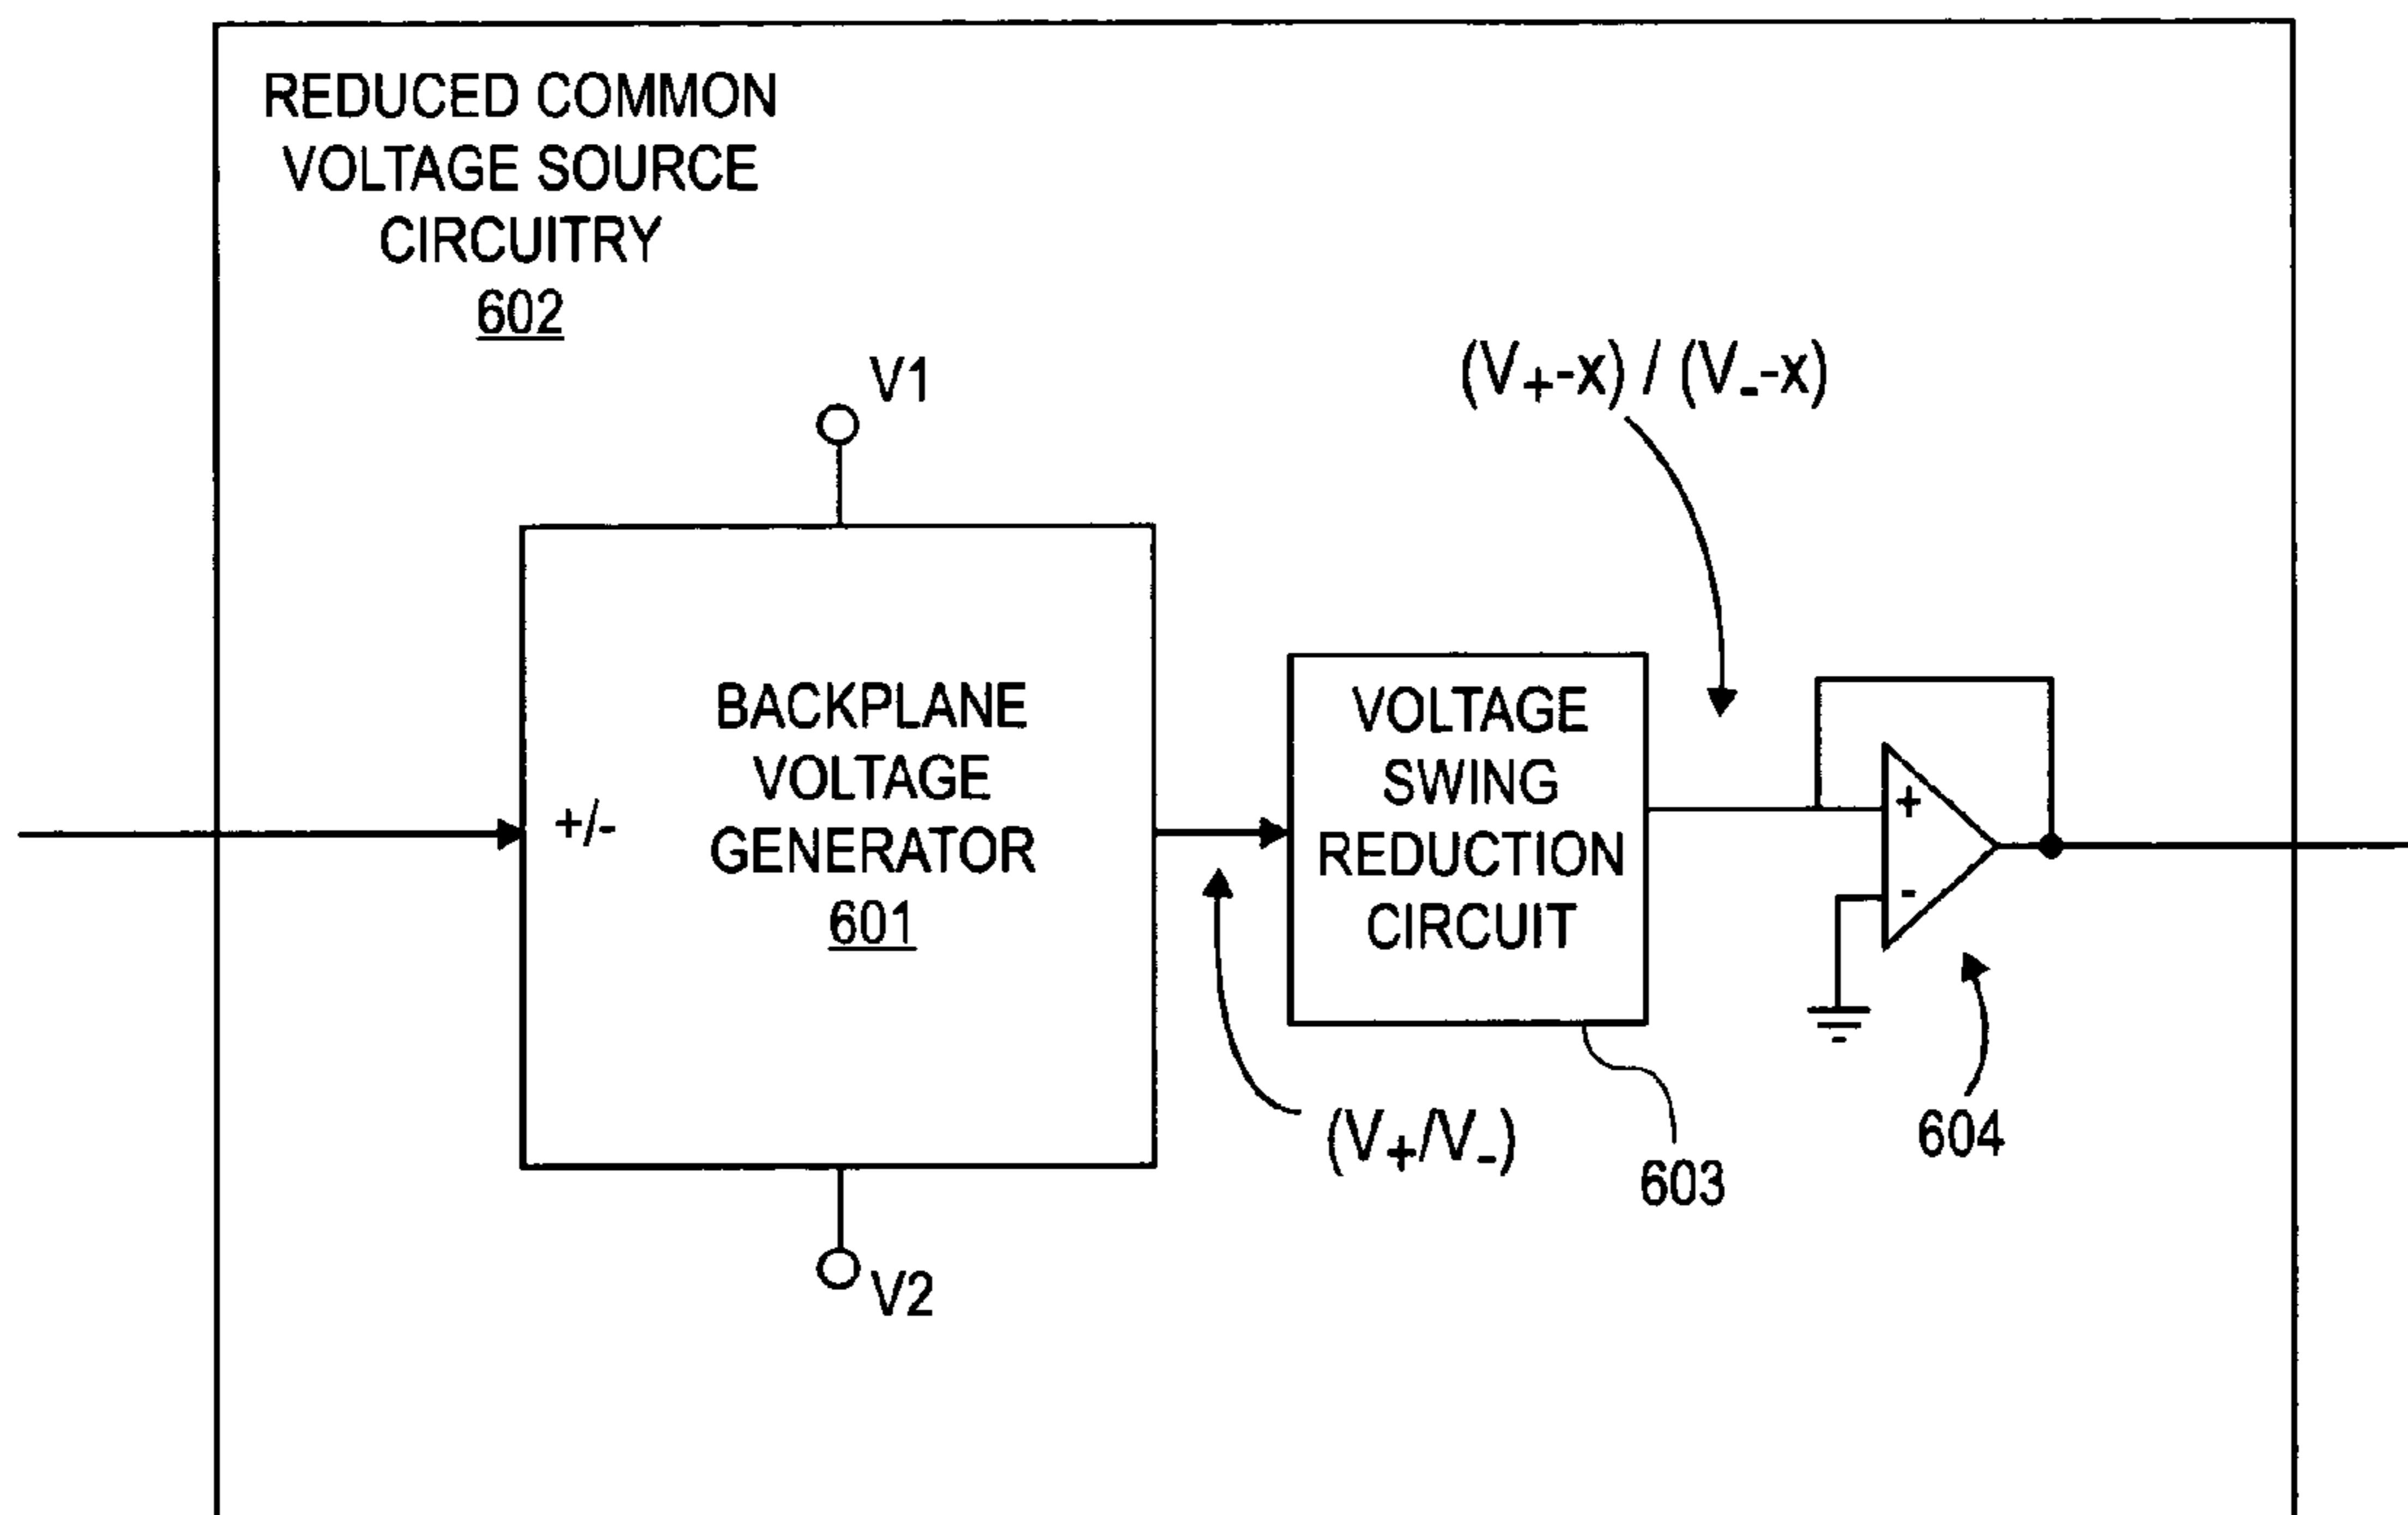 REDUCED COMMON
VOLTAGE SOURCE
CIRCUITRY
602
V1
(V+-x) / (V--x)
+/-
BACKPLANE
VOLTAGE
GENERATOR
601
VOLTAGE
SWING
REDUCTION
CIRCUIT
+
-
(V+/V-)
603
604
V2